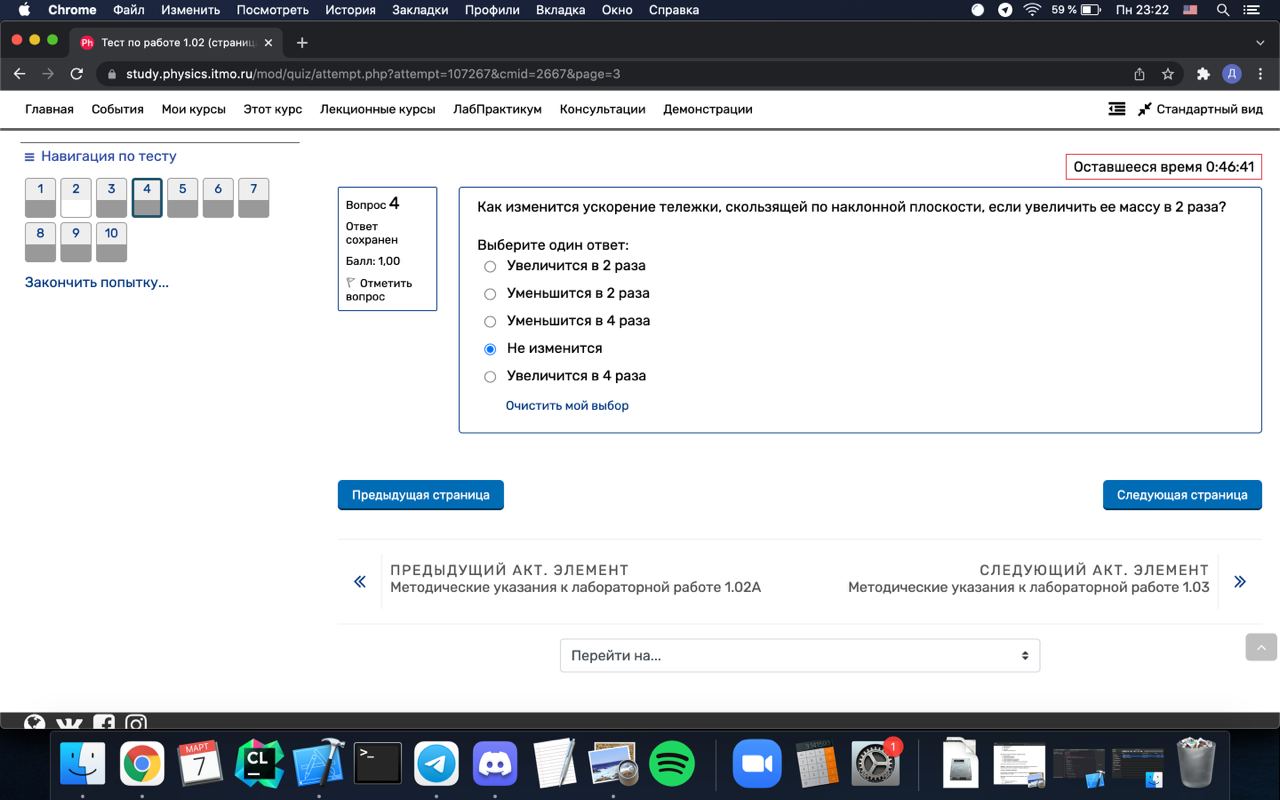 Chrome Файл Изменить Посмотреть История Закладки Профили Вкладка Окно Справка 59 % Пн 23:22
Ph Тест по работе 1.02 (страниц
study.physics.itmo.ru/mod/quiz/attempt.php?attempt=107267&cmid=2667&page=3 Д
Главная События Мои курсы Этот курс Лекционные курсы ЛабПрактикум Консультации Демонстрации Стандартный вид
Навигация по тесту
1 2 3 4 5 6 7
8 9 10
Закончить попытку...
Оставшееся время 0:46:41
Вопрос 4
Ответ
сохранен
Балл: 1,00
Отметить
вопрос
Как изменится ускорение тележки, скользящей по наклонной плоскости, если увеличить ее массу в 2 раза?
Выберите один ответ:
Увеличится в 2 раза
Уменьшится в 2 раза
Уменьшится в 4 раза
Не изменится
Увеличится в 4 раза
Очистить мой выбор
Предыдущая страница Следующая страница
ПРЕДЫДУЩИЙ АКТ. ЭЛЕМЕНТ
Методические указания к лабораторной работе 1.02А
СЛЕДУЮЩИЙ АКТ. ЭЛЕМЕНТ
Методические указания к лабораторной работе 1.03
Перейти на...
МАРТ
7
CL
>_
1